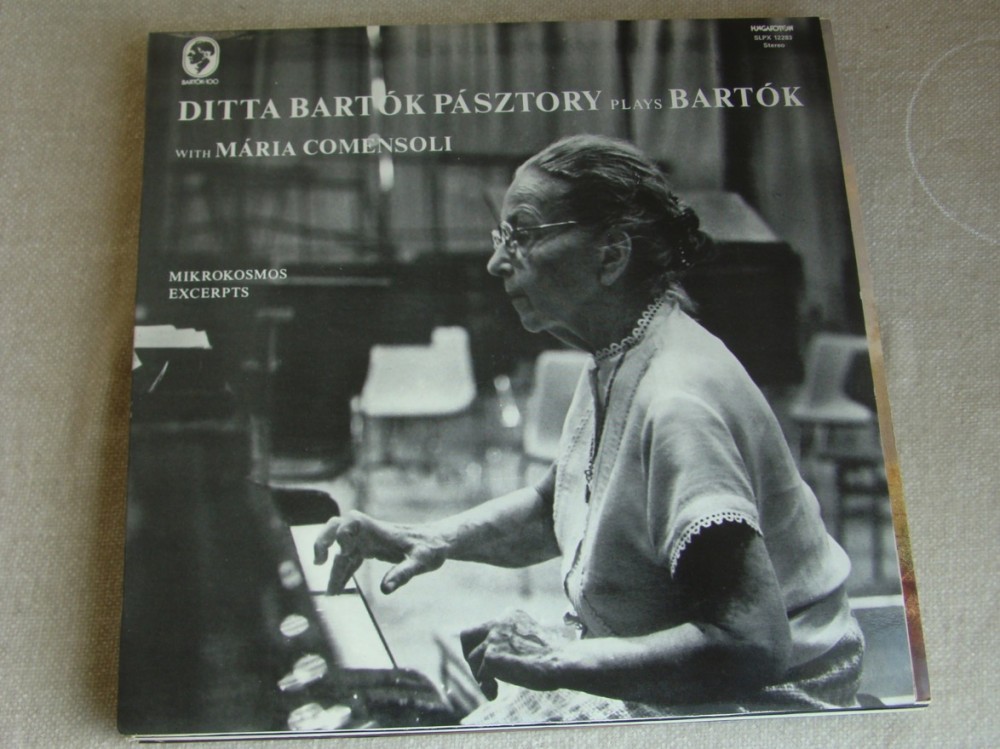 HUNGAROTON
SLPX 12283
Stereo
BARTÓK 100
DITTA BARTÓK PÁSZTORY PLAYS BARTÓK
WITH MÁRIA COMENSOLI
MIKROKOSMOS
EXCERPTS